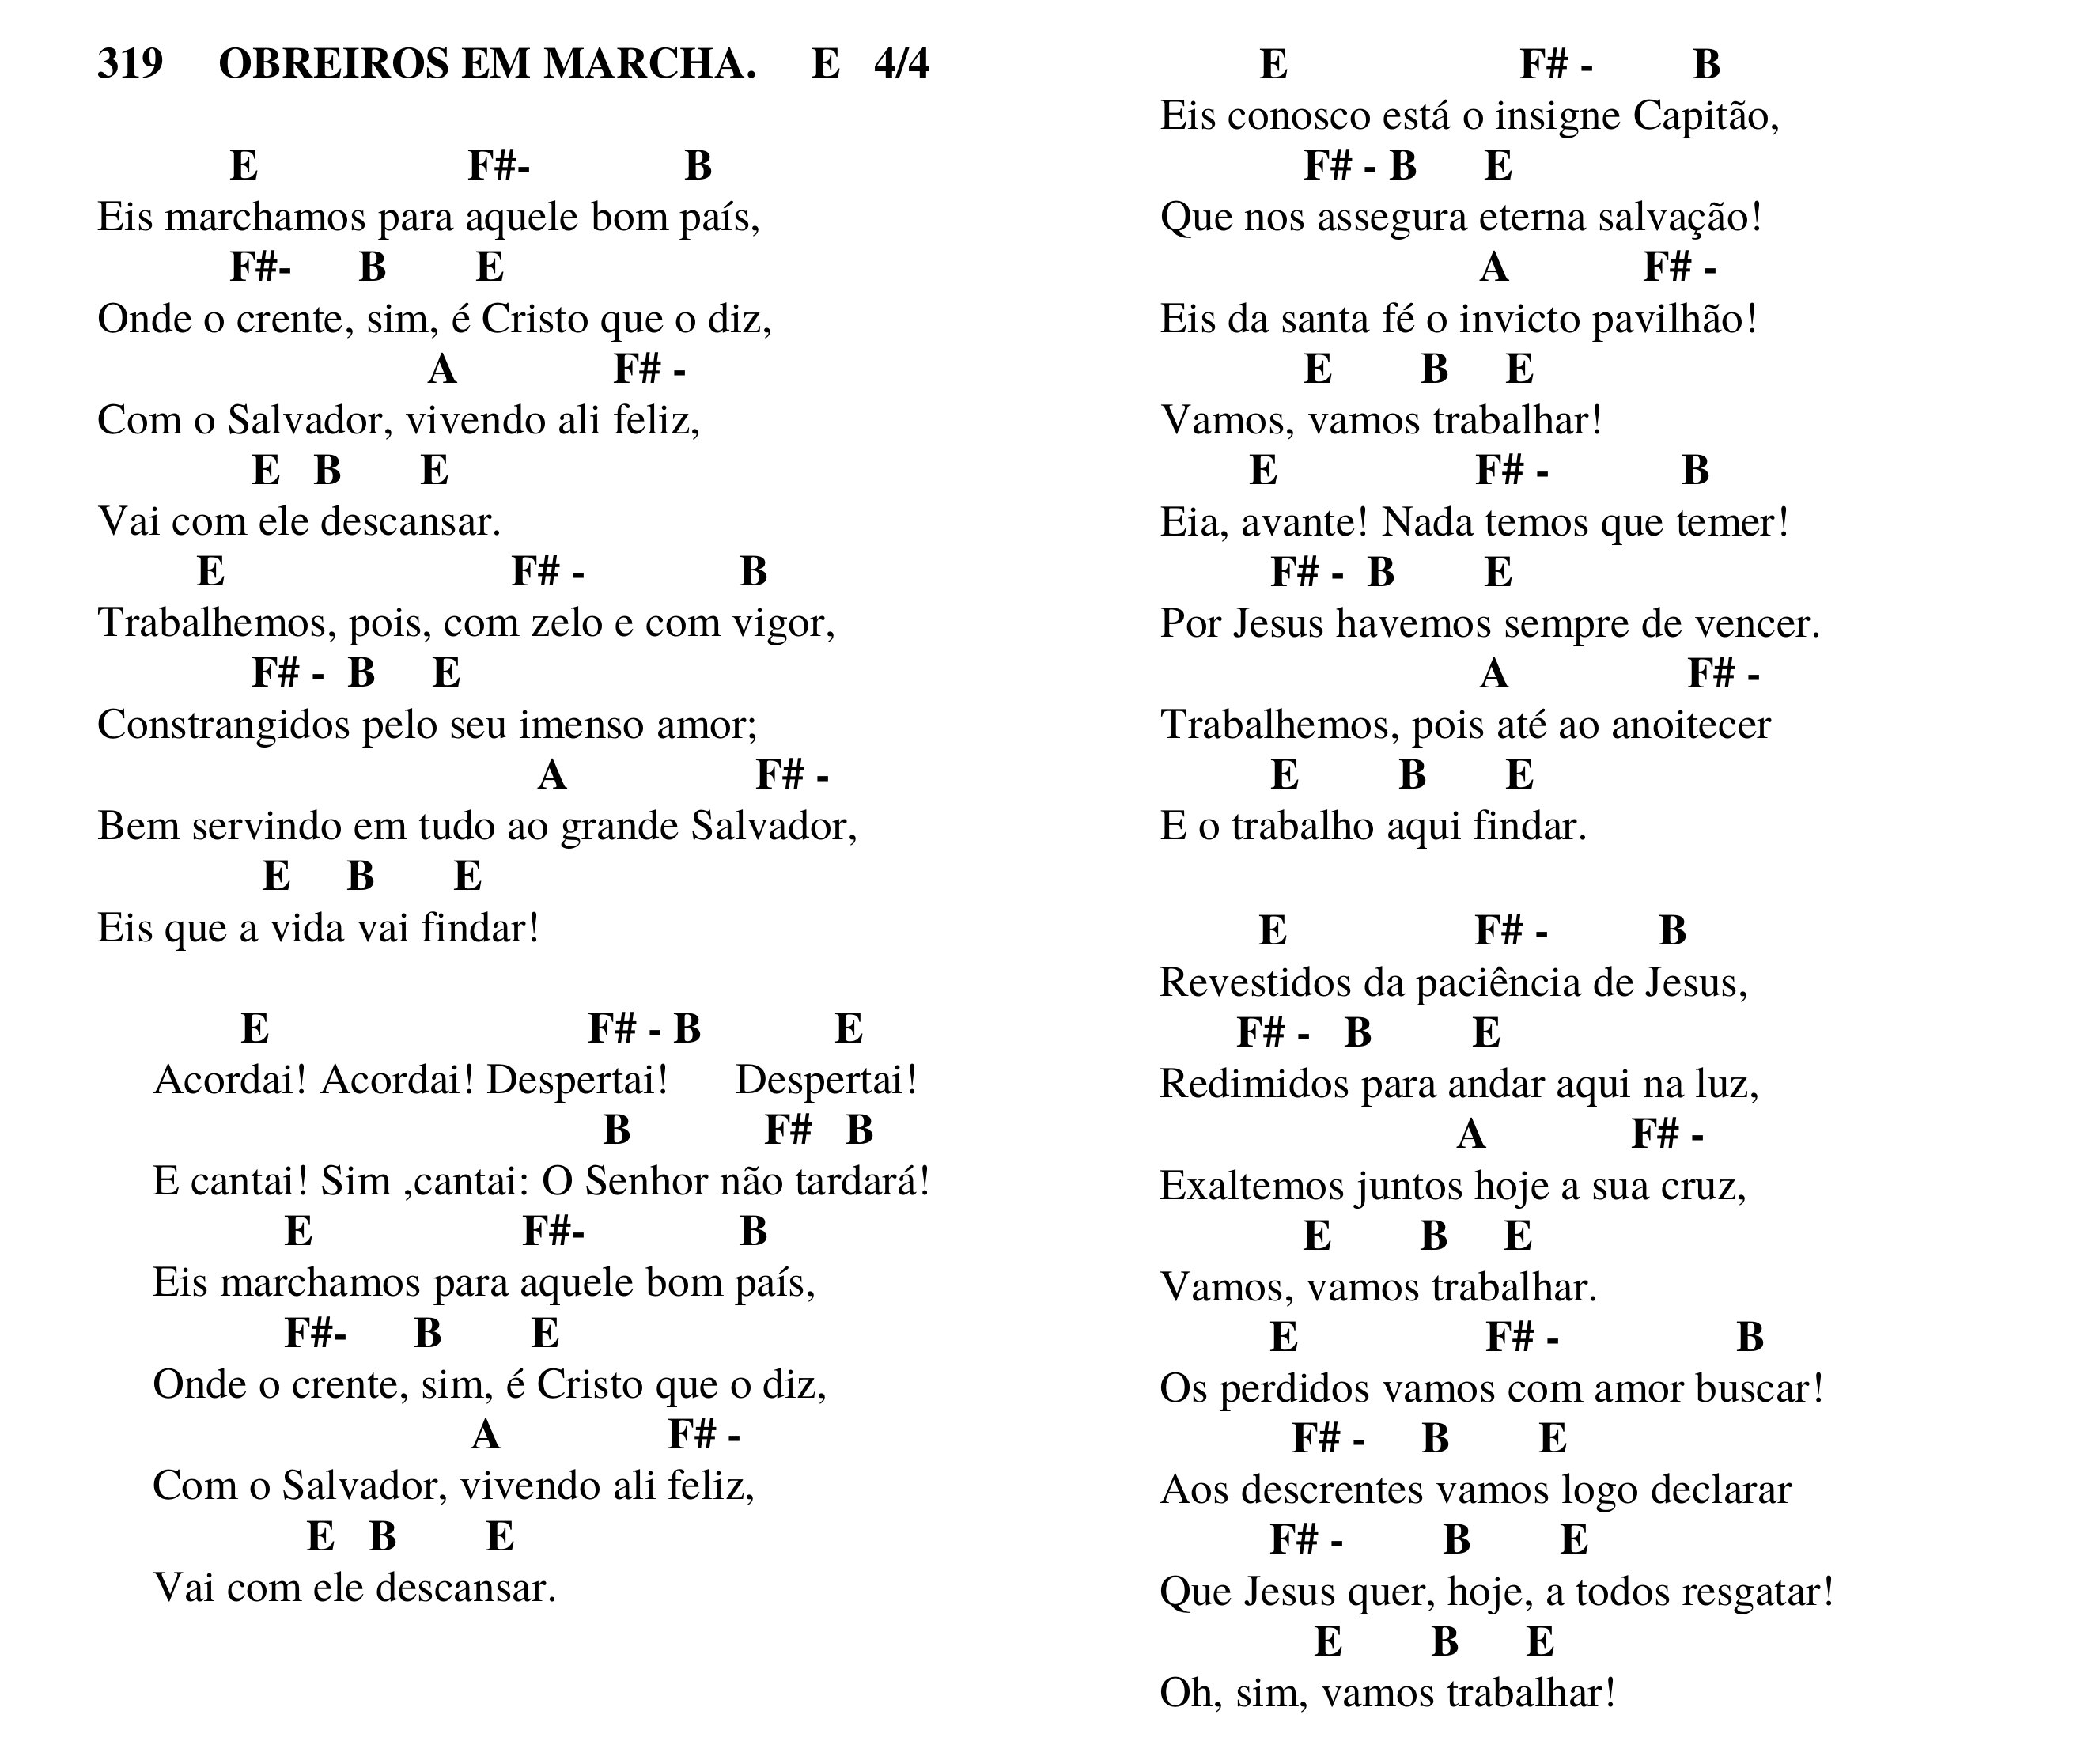 319 OBREIROS EM MARCHA. E 4/4
E F#- B
Eis marchamos para aquele bom país,
F#- B E
Onde o crente, sim, é Cristo que o diz,
A F# -
Com o Salvador, vivendo ali feliz,
E B E
Vai com ele descansar.
E F# - B
Trabalhemos, pois, com zelo e com vigor,
F# - B E
Constrangidos pelo seu imenso amor;
A F# -
Bem servindo em tudo ao grande Salvador,
E B E
Eis que a vida vai findar!
E F# - B E
Acordai! Acordai! Despertai! Despertai!
B F# B
E cantai! Sim ,cantai: O Senhor não tardará!
E F#- B
Eis marchamos para aquele bom país,
F#- B E
Onde o crente, sim, é Cristo que o diz,
A F# -
Com o Salvador, vivendo ali feliz,
E B E
Vai com ele descansar.
E F# - B
Eis conosco está o insigne Capitão,
F# - B E
Que nos assegura eterna salvação!
A F# -
Eis da santa fé o invicto pavilhão!
E B E
Vamos, vamos trabalhar!
E F# - B
Eia, avante! Nada temos que temer!
F# - B E
Por Jesus havemos sempre de vencer.
A F# -
Trabalhemos, pois até ao anoitecer
E B E
E o trabalho aqui findar.
E F# - B
Revestidos da paciência de Jesus,
F# - B E
Redimidos para andar aqui na luz,
A F# -
Exaltemos juntos hoje a sua cruz,
E B E
Vamos, vamos trabalhar.
E F# - B
Os perdidos vamos com amor buscar!
F# - B E
Aos descrentes vamos logo declarar
F# - B E
Que Jesus quer, hoje, a todos resgatar!
E B E
Oh, sim, vamos trabalhar!